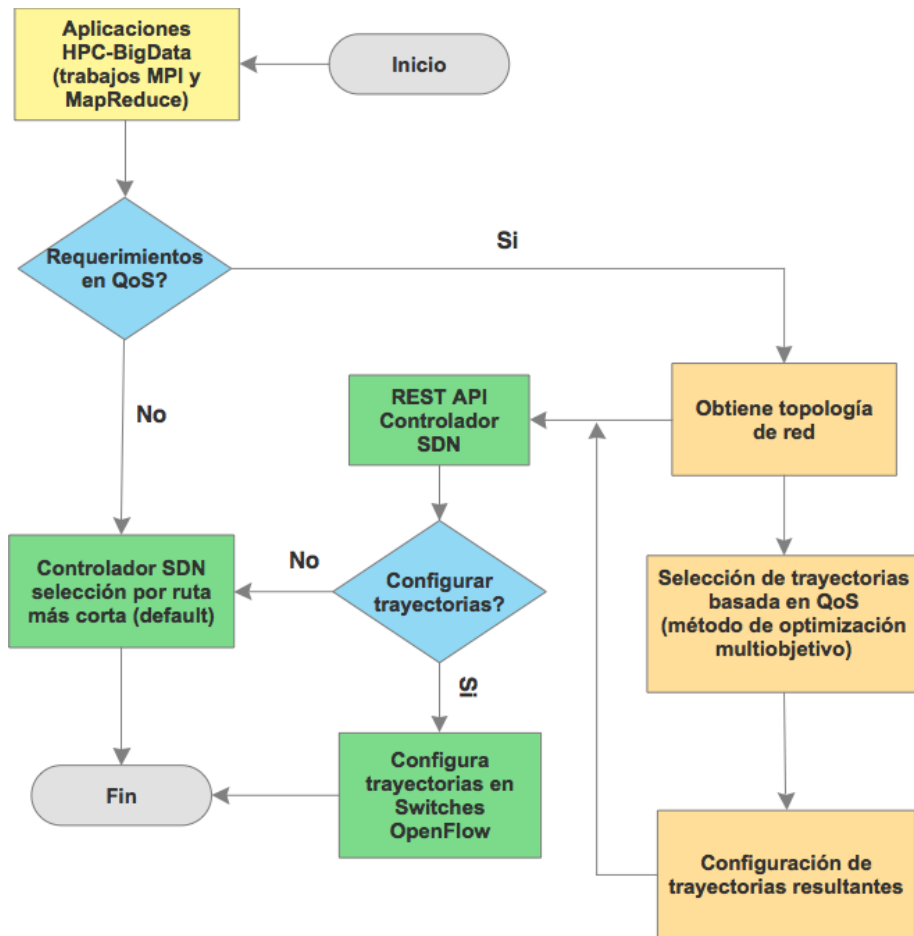 Aplicaciones
HPC-BigData
(trabajos MPI y
MapReduce)
Inicio
Requerimientos
en QoS?
Si
No
REST API
Controlador
SDN
Obtiene topología
de red
Controlador SDN
selección por ruta
más corta (default)
No
Configurar
trayectorias?
Selección de trayectorias
basada en QoS
(método de optimización
multiobjetivo)
Si
Fin
Configura
trayectorias en
Switches
OpenFlow
Configuración de
trayectorias resultantes